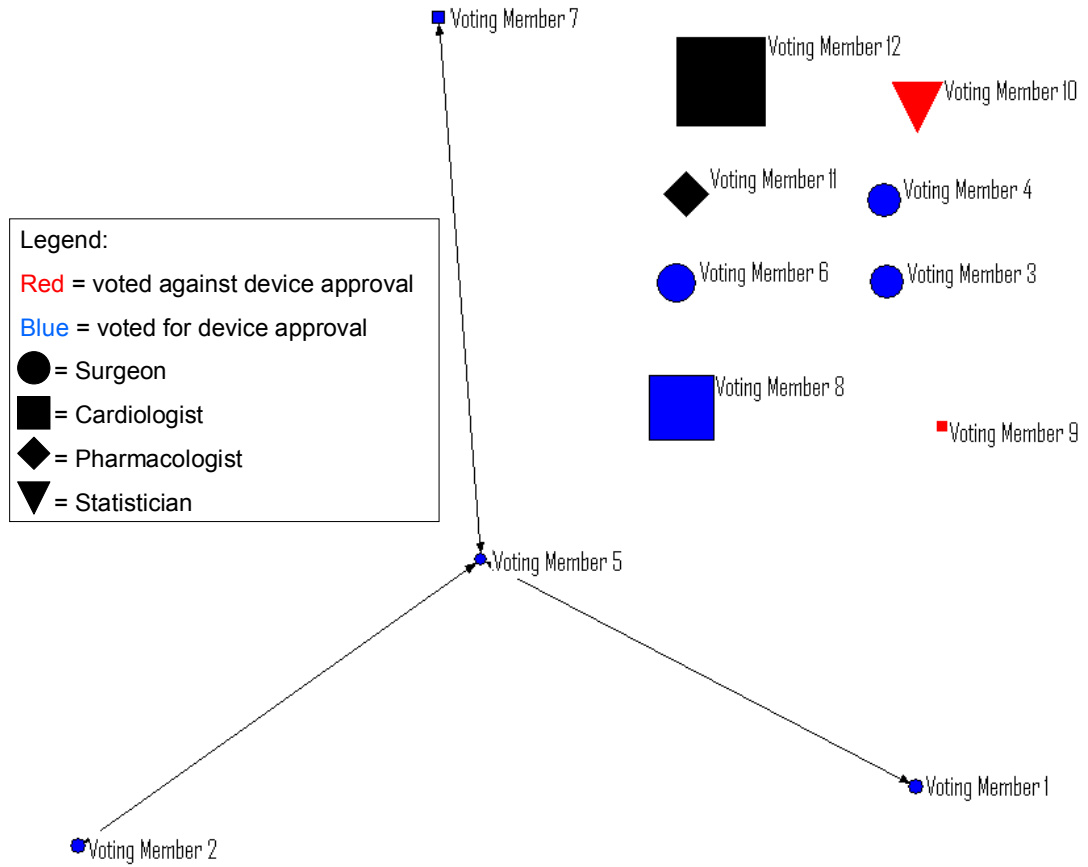 Voting Member 7
Voting Member 12
Voting Member 10
Voting Member 11
Voting Member 4
Legend:
Red = voted against device approval
Blue = voted for device approval
= Surgeon
= Cardiologist
= Pharmacologist
= Statistician
Voting Member 6
Voting Member 3
Voting Member 8
Voting Member 9
Voting Member 5
Voting Member 1
Voting Member 2